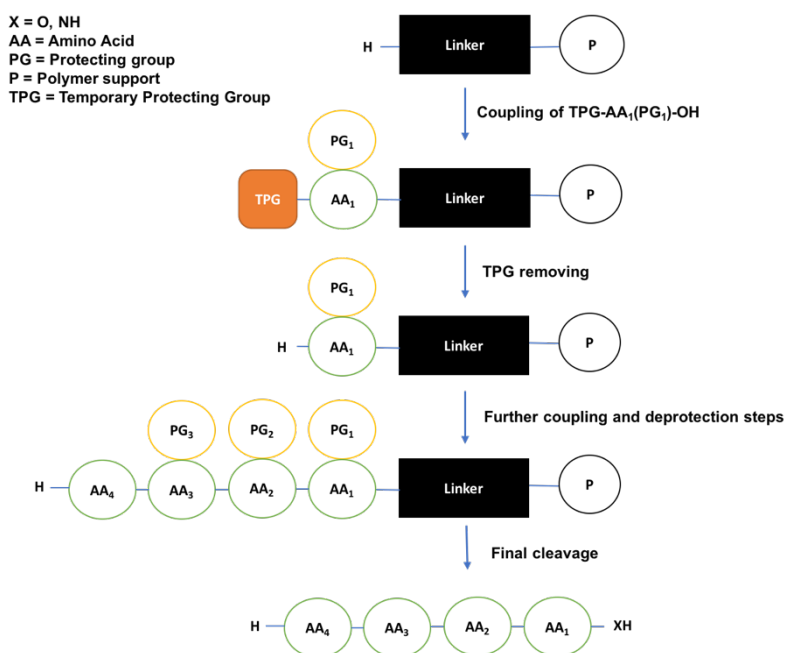 X = O, NH
AA = Amino Acid
PG = Protecting group
P = Polymer support
TPG = Temporary Protecting Group
H Linker P
Coupling of TPG-AA₁(PG₁)-OH
PG₁
TPG AA₁ Linker P
TPG removing
PG₁
H AA₁ Linker P
Further coupling and deprotection steps
PG₃ PG₂ PG₁
H AA₄ AA₃ AA₂ AA₁ Linker P
Final cleavage
H AA₄ AA₃ AA₂ AA₁ XH